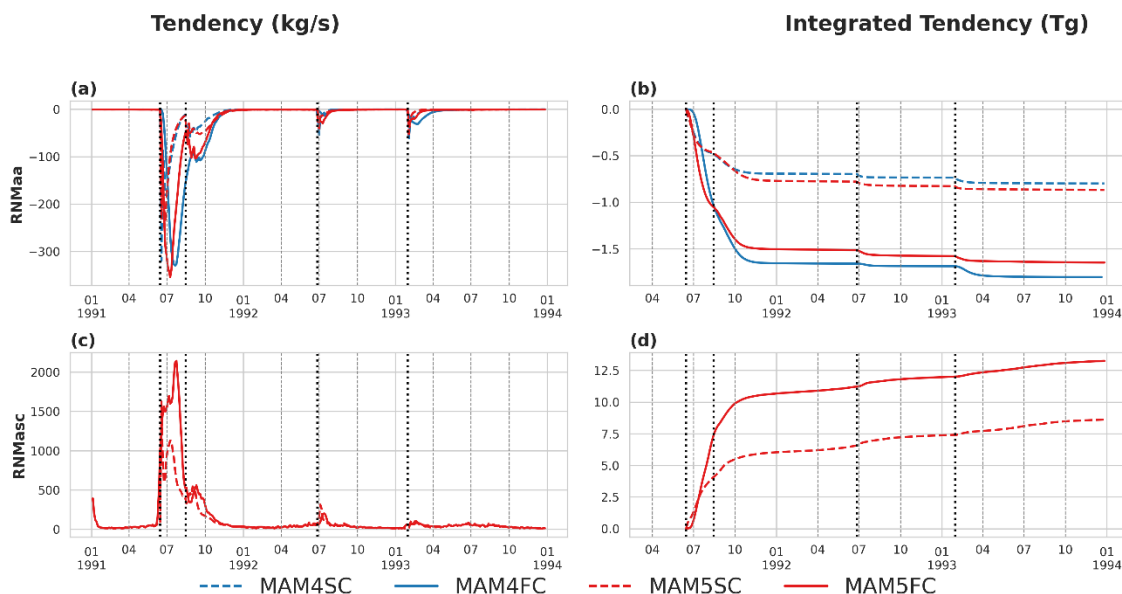 Tendency (kg/s)
Integrated Tendency (Tg)
(a)
RNMaa
0
−100
−200
−300
01 04 07 10 01 04 07 10 01 04 07 10 01
1991 1992 1993 1994
(b)
0.0
−0.5
−1.0
−1.5
04 07 10 01 04 07 10 01 04 07 10 01
1992 1993 1994
(c)
RNMasc
2000
1500
1000
500
0
01 04 07 10 01 04 07 10 01 04 07 10 01
1991 1992 1993 1994
(d)
12.5
10.0
7.5
5.0
2.5
0.0
04 07 10 01 04 07 10 01 04 07 10 01
1992 1993 1994
MAM4SC MAM4FC MAM5SC MAM5FC